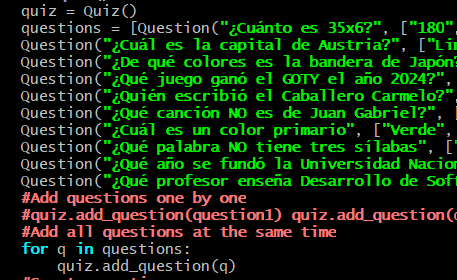 quiz = Quiz()
questions = [Question("¿Cuánto es 35x6?", ["180",
Question("¿Cuál es la capital de Austria?", ["Li
Question("¿De qué colores es la bandera de Japón?
Question("¿Qué juego ganó el GOTY el año 2024?",
Question("¿Quién escribió el Caballero Carmelo?",
Question("¿Qué canción NO es de Juan Gabriel?", [
Question("¿Cuál es un color primario", ["Verde",
Question("¿Qué palabra NO tiene tres sílabas", ["
Question("¿Qué año se fundó la Universidad Nacion
Question("¿Qué profesor enseña Desarrollo de Sof
#Add questions one by one
#quiz.add_question(question1) quiz.add_question(
#Add all questions at the same time
for q in questions:
quiz.add_question(q)